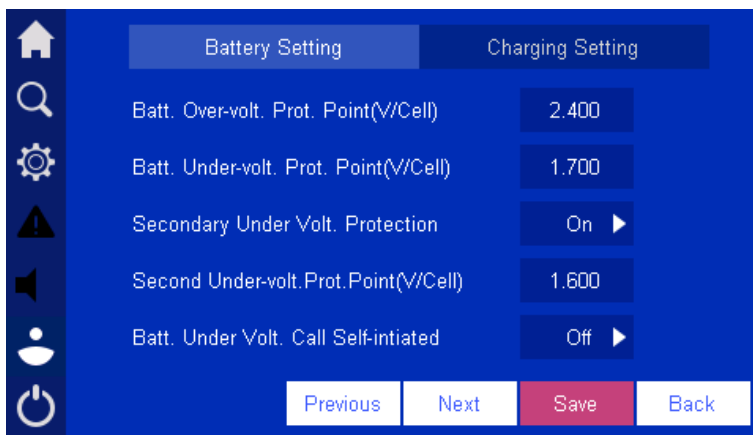 Battery Setting Charging Setting
Batt. Over-volt. Prot. Point(V/Cell) 2.400
Batt. Under-volt. Prot. Point(V/Cell) 1.700
Secondary Under Volt. Protection On
Second Under-volt.Prot.Point(V/Cell) 1.600
Batt. Under Volt. Call Self-intiated Off
Previous Next Save Back